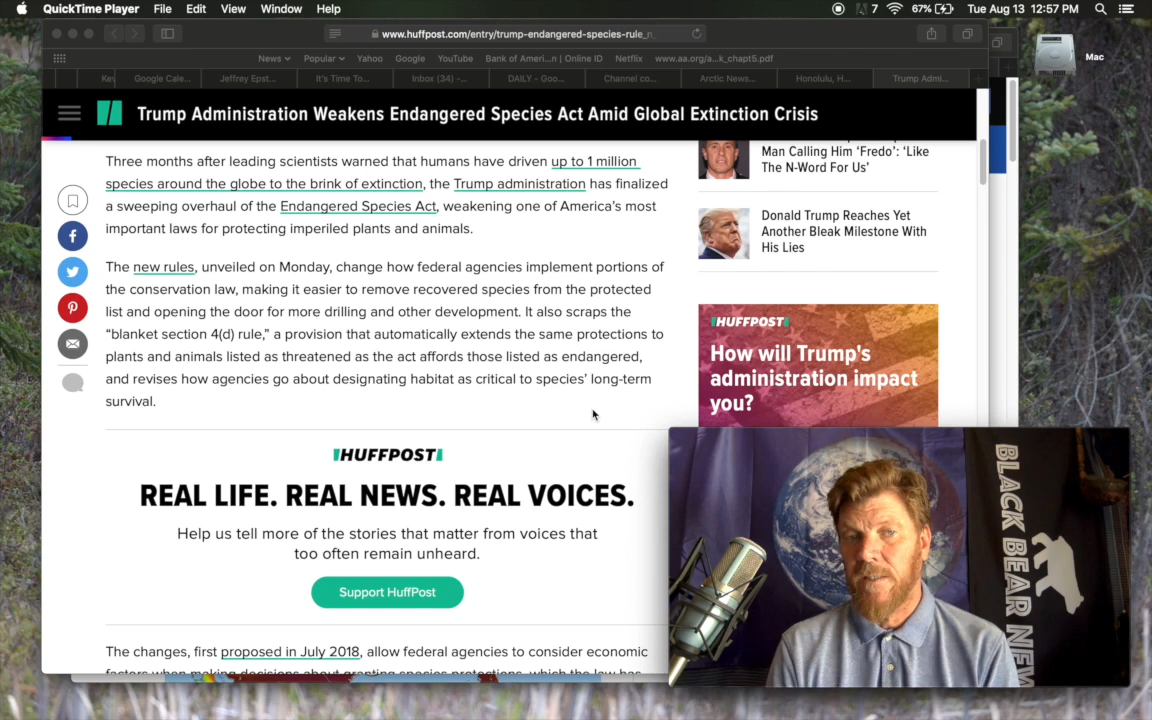 QuickTime Player File Edit View Window Help
7 67% Tue Aug 13 12:57 PM
Mac
www.huffpost.com/entry/trump-endangered-species-rule_n_
News Popular Yahoo Google YouTube Bank of Ameri...n | Online ID Netflix www.aa.org/a...k_chapt5.pdf
Google Cale... Jeffrey Epst... It's Time To... Inbox (34) -... DAILY - Goo... Channel co... Arctic News... Honolulu, H... Trump Admi...
Trump Administration Weakens Endangered Species Act Amid Global Extinction Crisis
Three months after leading scientists warned that humans have driven up to 1 million
species around the globe to the brink of extinction, the Trump administration has finalized
a sweeping overhaul of the Endangered Species Act, weakening one of America's most
important laws for protecting imperiled plants and animals.
The new rules, unveiled on Monday, change how federal agencies implement portions of
the conservation law, making it easier to remove recovered species from the protected
list and opening the door for more drilling and other development. It also scraps the
“blanket section 4(d) rule,” a provision that automatically extends the same protections to
plants and animals listed as threatened as the act affords those listed as endangered,
and revises how agencies go about designating habitat as critical to species’ long-term
survival.
HUFFPOST
REAL LIFE. REAL NEWS. REAL VOICES.
Help us tell more of the stories that matter from voices that
too often remain unheard.
Support HuffPost
The changes, first proposed in July 2018, allow federal agencies to consider economic
factors when making decisions about granting species protections, which the law has
Man Calling Him ‘Fredo’: ‘Like
The N-Word For Us’
Donald Trump Reaches Yet
Another Bleak Milestone With
His Lies
HUFFPOST
How will Trump's
administration impact
you?
BLACK BEAR NEW